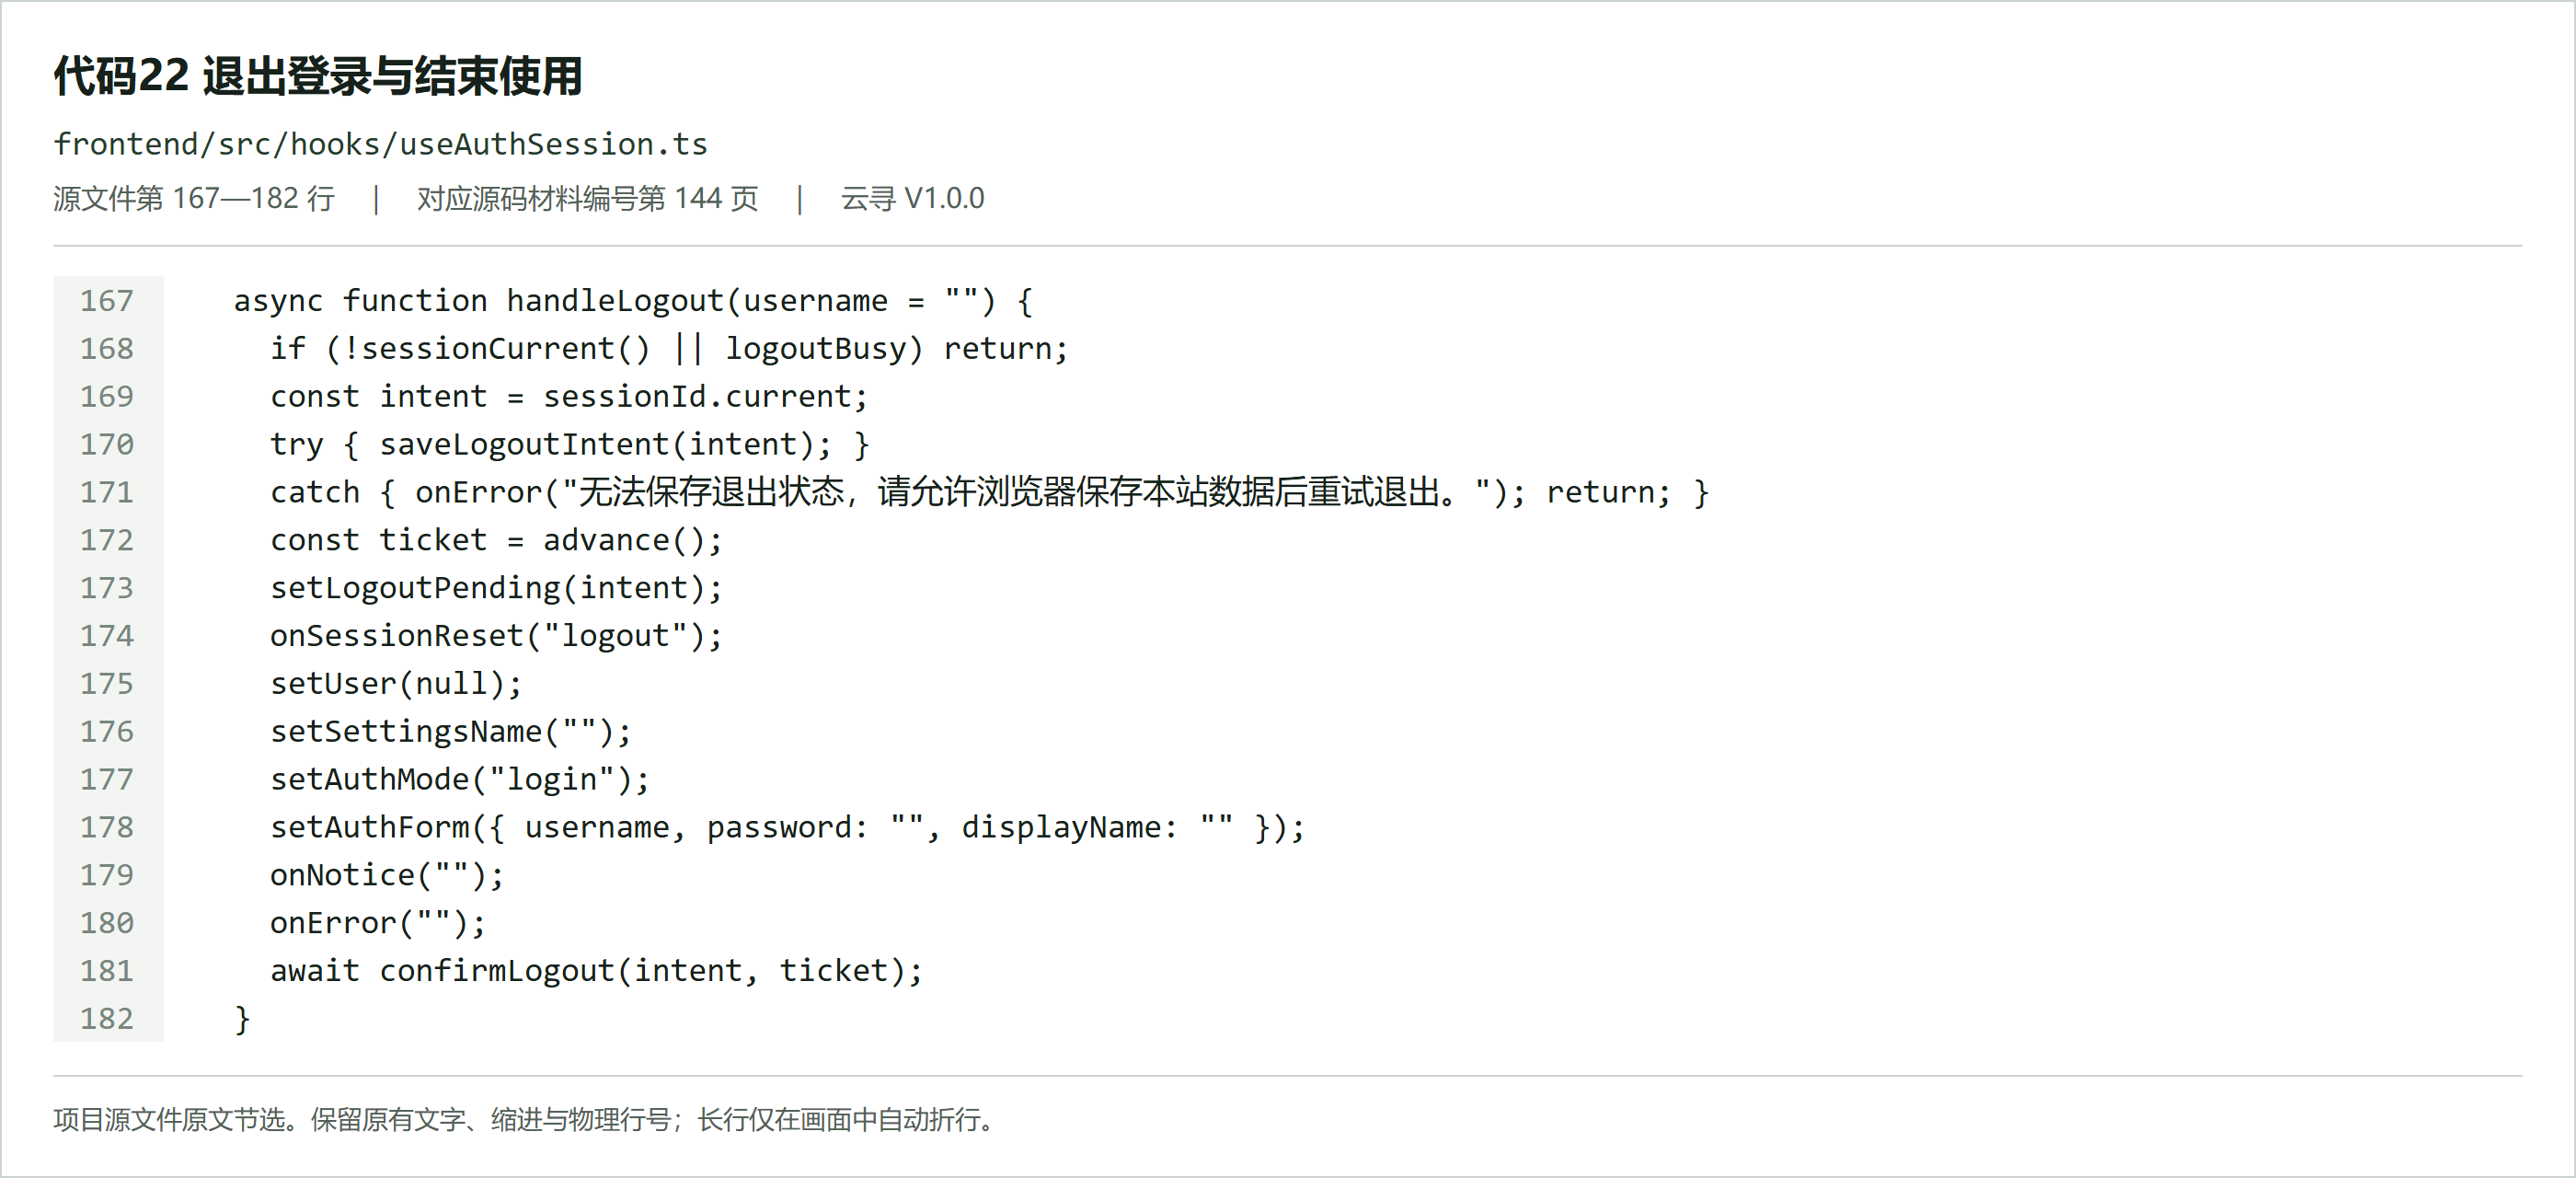 代码22 退出登录与结束使用
frontend/src/hooks/useAuthSession.ts
源文件第 167—182 行 | 对应源码材料编号第 144 页 | 云寻 V1.0.0
167 async function handleLogout(username = "") {
168 if (!sessionCurrent() || logoutBusy) return;
169 const intent = sessionId.current;
170 try { saveLogoutIntent(intent); }
171 catch { onError("无法保存退出状态，请允许浏览器保存本站数据后重试退出。"); return; }
172 const ticket = advance();
173 setLogoutPending(intent);
174 onSessionReset("logout");
175 setUser(null);
176 setSettingsName("");
177 setAuthMode("login");
178 setAuthForm({ username, password: "", displayName: "" });
179 onNotice("");
180 onError("");
181 await confirmLogout(intent, ticket);
182 }
项目源文件原文节选。保留原有文字、缩进与物理行号；长行仅在画面中自动折行。